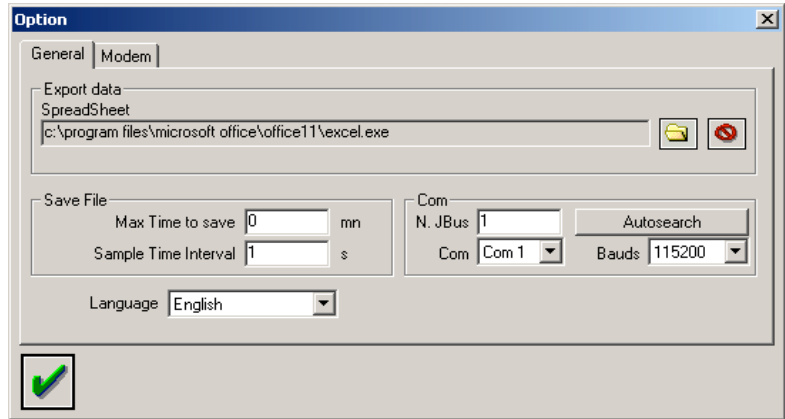 Option
General Modem
Export data
SpreadSheet
c:\program files\microsoft office\office11\excel.exe
Save File
Max Time to save 0 mn
Sample Time Interval 1 s
Com
N. JBus 1 Autosearch
Com Com 1 Bauds 115200
Language English